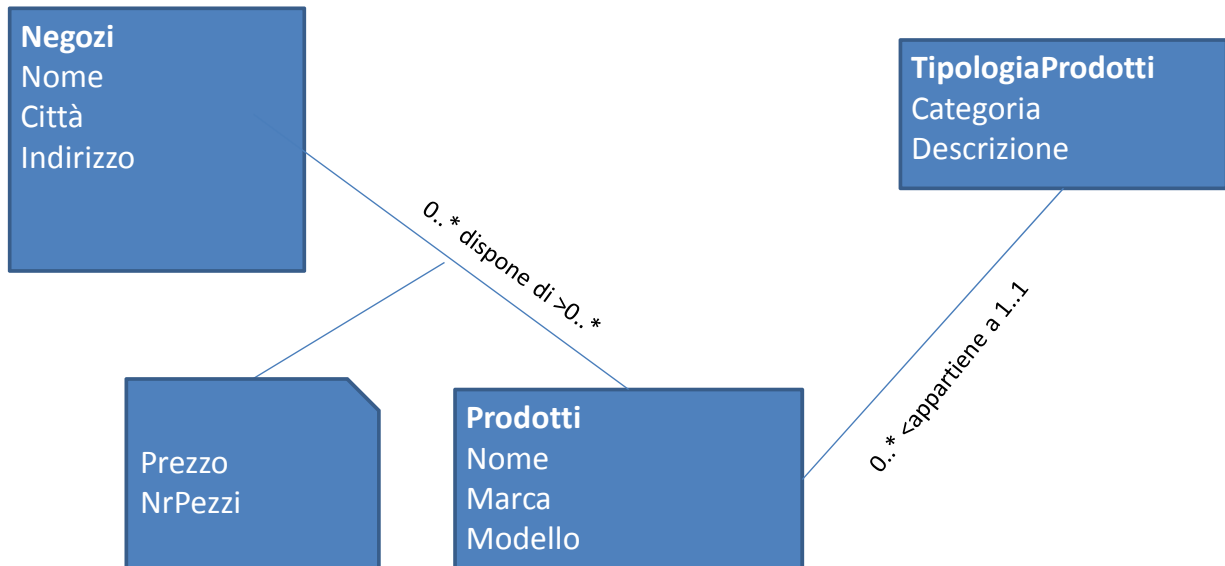 Negozi
Nome
Città
Indirizzo
TipologiaProdotti
Categoria
Descrizione
0.. * dispone di >0.. *
0.. * <appartiene a 1..1
Prezzo
NrPezzi
Prodotti
Nome
Marca
Modello